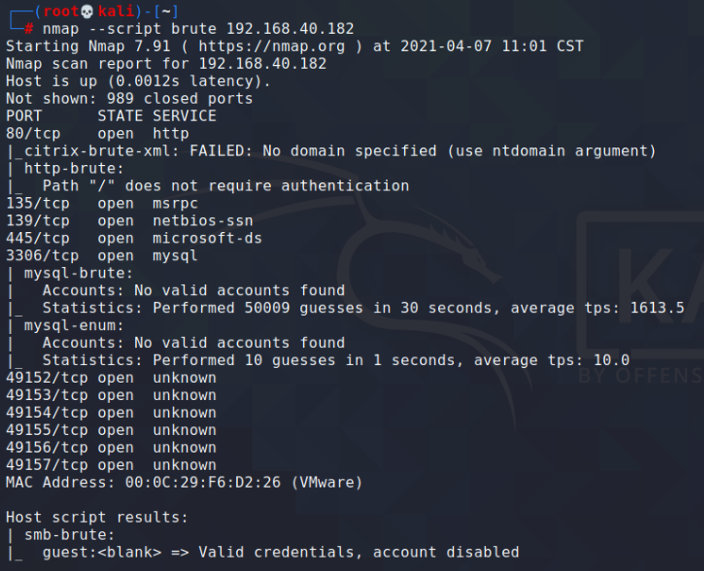 ┌──(root💀kali)-[~]
└─# nmap --script brute 192.168.40.182
Starting Nmap 7.91 ( https://nmap.org ) at 2021-04-07 11:01 CST
Nmap scan report for 192.168.40.182
Host is up (0.0012s latency).
Not shown: 989 closed ports
PORT      STATE SERVICE
80/tcp    open  http
|_citrix-brute-xml: FAILED: No domain specified (use ntdomain argument)
| http-brute:
|_  Path "/" does not require authentication
135/tcp   open  msrpc
139/tcp   open  netbios-ssn
445/tcp   open  microsoft-ds
3306/tcp  open  mysql
| mysql-brute:
|   Accounts: No valid accounts found
|_  Statistics: Performed 50009 guesses in 30 seconds, average tps: 1613.5
| mysql-enum:
|   Accounts: No valid accounts found
|_  Statistics: Performed 10 guesses in 1 seconds, average tps: 10.0
49152/tcp open  unknown
49153/tcp open  unknown
49154/tcp open  unknown
49155/tcp open  unknown
49156/tcp open  unknown
49157/tcp open  unknown
MAC Address: 00:0C:29:F6:D2:26 (VMware)
Host script results:
| smb-brute:
|_  guest:<blank> => Valid credentials, account disabled
KA
BY OFFENS